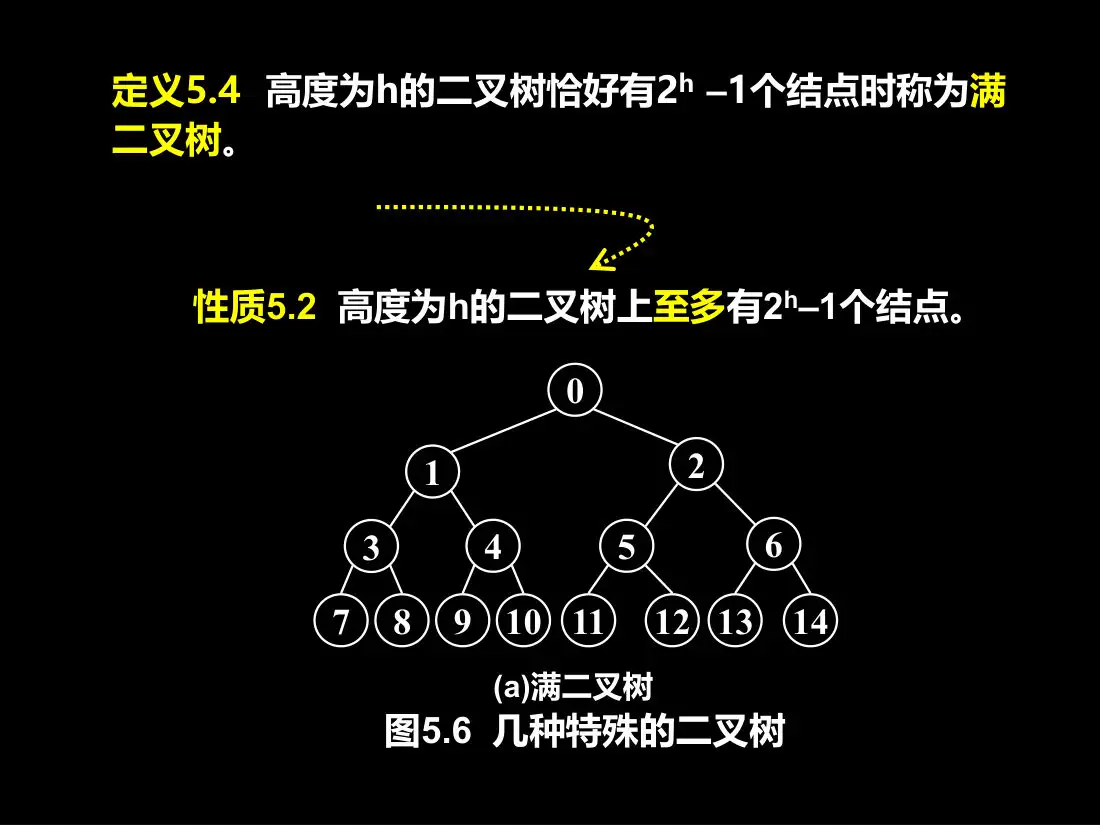 定义5.4 高度为h的二叉树恰好有2ʰ –1个结点时称为满
二叉树。
性质5.2 高度为h的二叉树上至多有2ʰ–1个结点。
0
1 2
3 4 5 6
7 8 9 10 11 12 13 14
(a)满二叉树
图5.6 几种特殊的二叉树